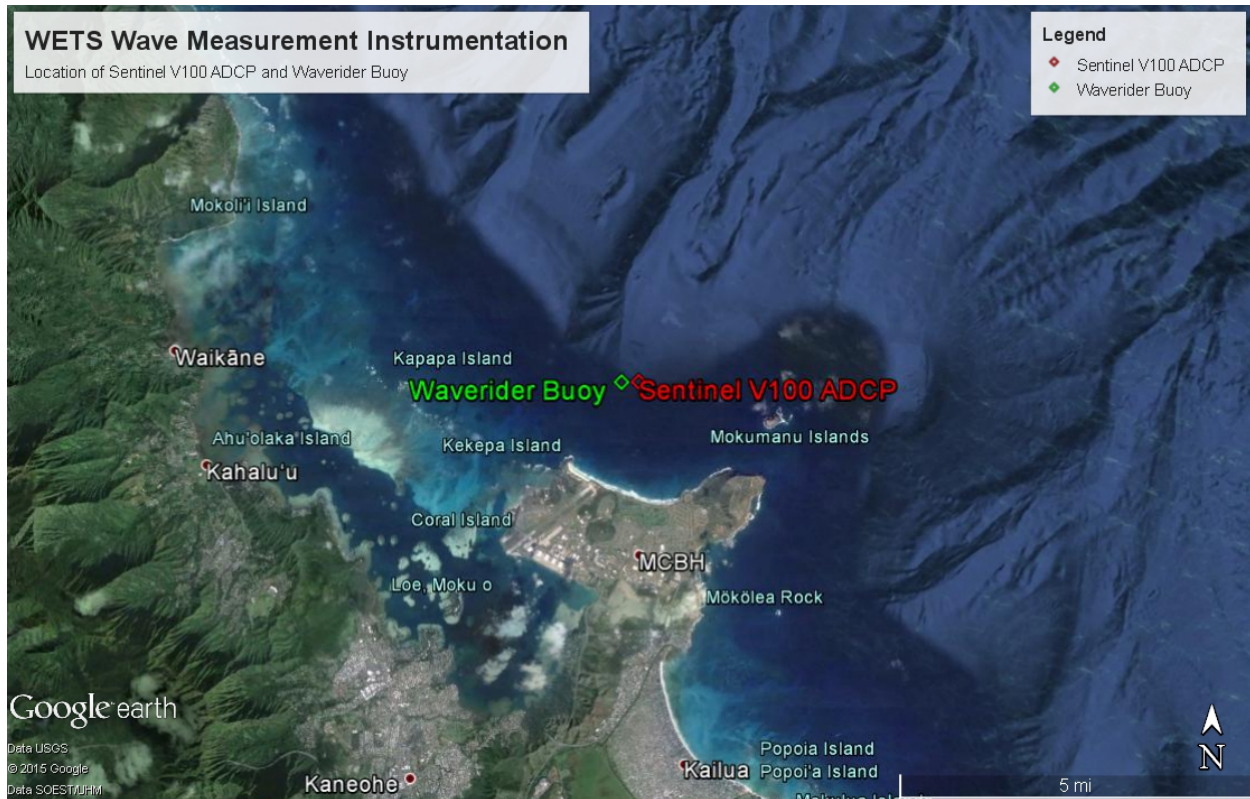 WETS Wave Measurement Instrumentation
Location of Sentinel V100 ADCP and Waverider Buoy
Legend
Sentinel V100 ADCP
Waverider Buoy
Mokoli'i Island
Waikāne
Kapapa Island
Waverider Buoy
Sentinel V100 ADCP
Ahu'olaka Island
Kekepa Island
Mokumanu Islands
Kahalu'u
Coral Island
MCBH
Loe, Moku o
Mōkōlea Rock
Google earth
N
Data USGS
© 2015 Google
Data SOEST/UHM
Kaneohe
Kailua
Popoia Island
Popoi'a Island
5 mi